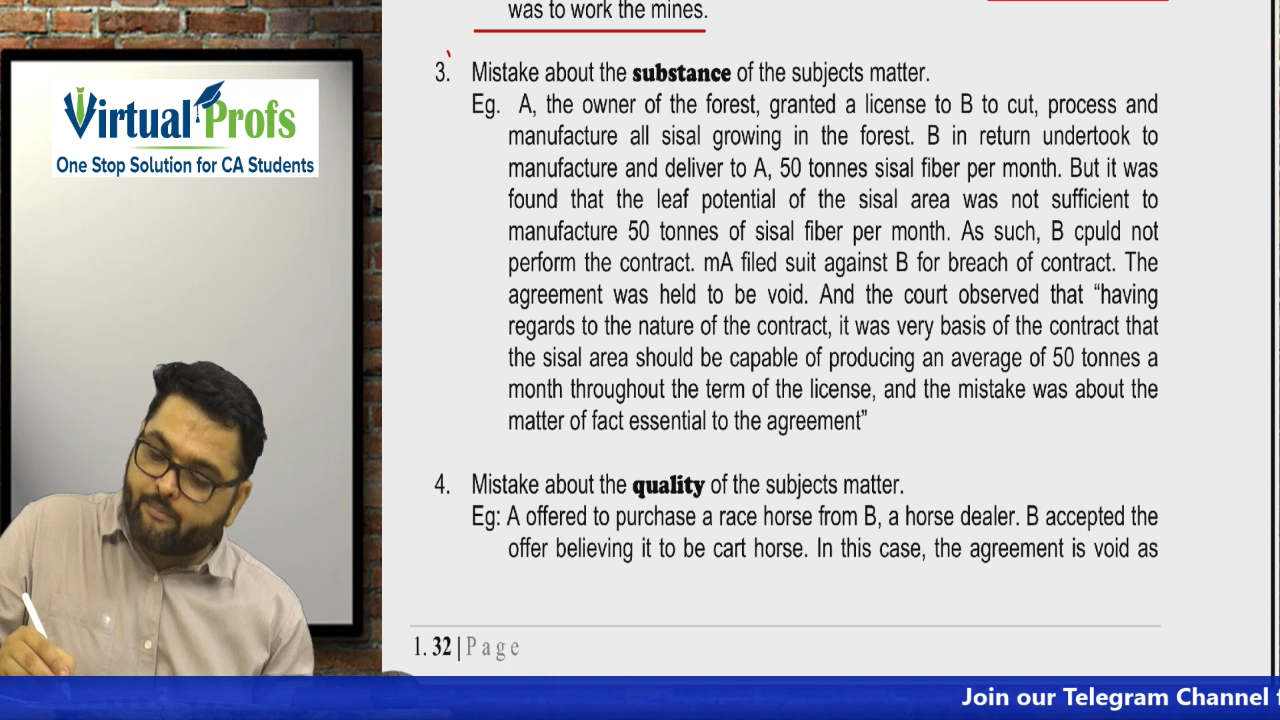 was to work the mines.
Virtual Profs
One Stop Solution for CA Students
3. Mistake about the substance of the subjects matter.
Eg. A, the owner of the forest, granted a license to B to cut, process and
manufacture all sisal growing in the forest. B in return undertook to
manufacture and deliver to A, 50 tonnes sisal fiber per month. But it was
found that the leaf potential of the sisal area was not sufficient to
manufacture 50 tonnes of sisal fiber per month. As such, B cpuld not
perform the contract. mA filed suit against B for breach of contract. The
agreement was held to be void. And the court observed that “having
regards to the nature of the contract, it was very basis of the contract that
the sisal area should be capable of producing an average of 50 tonnes a
month throughout the term of the license, and the mistake was about the
matter of fact essential to the agreement”
4. Mistake about the quality of the subjects matter.
Eg: A offered to purchase a race horse from B, a horse dealer. B accepted the
offer believing it to be cart horse. In this case, the agreement is void as
1. 32 | Page
Join our Telegram Channel